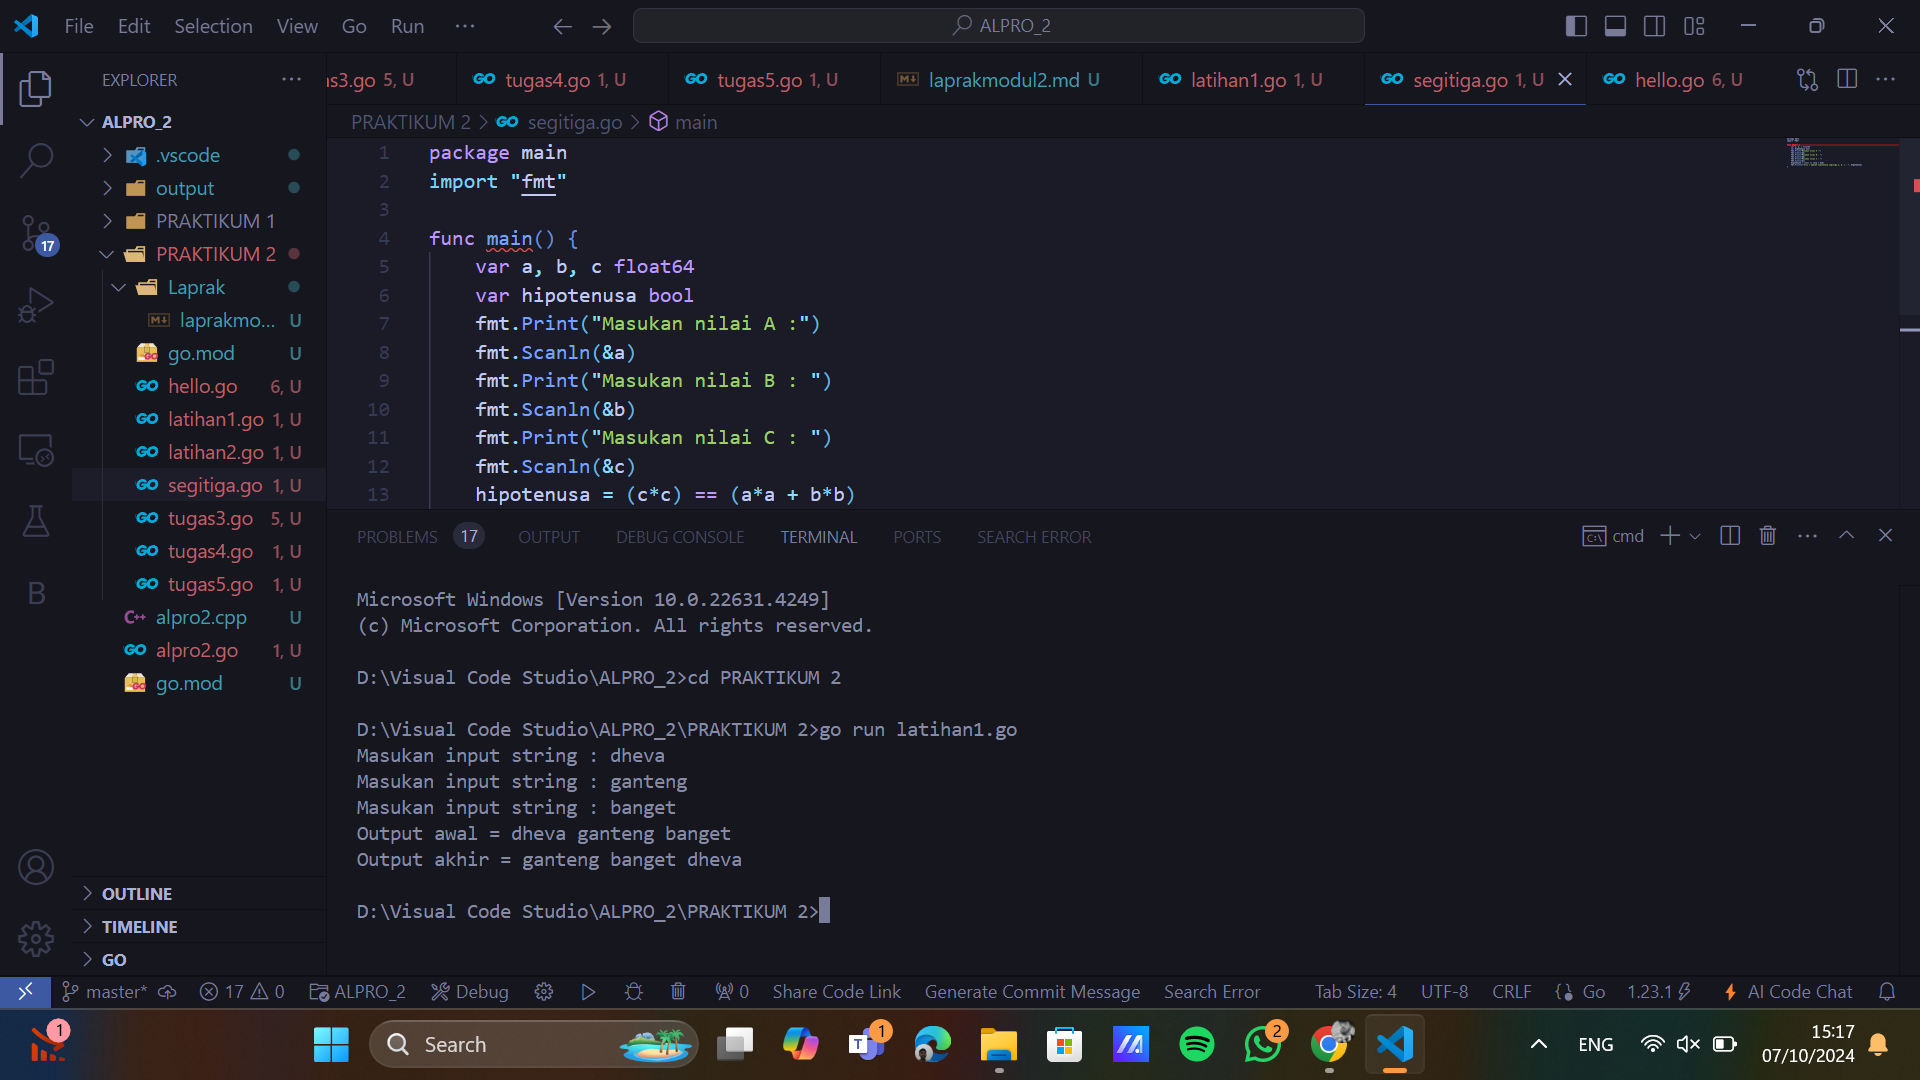 File Edit Selection View Go Run ··· ALPRO_2
EXPLORER ···
as3.go 5, U tugas4.go 1, U tugas5.go 1, U laprakmodul2.md U latihan1.go 1, U segitiga.go 1, U hello.go 6, U ···
PRAKTIKUM 2 > segitiga.go > main
ALPRO_2
.vscode
output
PRAKTIKUM 1
PRAKTIKUM 2
Laprak
laprakmo... U
go.mod U
hello.go 6, U
latihan1.go 1, U
latihan2.go 1, U
segitiga.go 1, U
tugas3.go 5, U
tugas4.go 1, U
tugas5.go 1, U
alpro2.cpp U
alpro2.go 1, U
go.mod U
OUTLINE
TIMELINE
GO
17
B
1 package main
2 import "fmt"
3
4 func main() {
5 var a, b, c float64
6 var hipotenusa bool
7 fmt.Print("Masukan nilai A :")
8 fmt.Scanln(&a)
9 fmt.Print("Masukan nilai B : ")
10 fmt.Scanln(&b)
11 fmt.Print("Masukan nilai C : ")
12 fmt.Scanln(&c)
13 hipotenusa = (c*c) == (a*a + b*b)
PROBLEMS 17 OUTPUT DEBUG CONSOLE TERMINAL PORTS SEARCH ERROR cmd ···
Microsoft Windows [Version 10.0.22631.4249]
(c) Microsoft Corporation. All rights reserved.
D:\Visual Code Studio\ALPRO_2>cd PRAKTIKUM 2
D:\Visual Code Studio\ALPRO_2\PRAKTIKUM 2>go run latihan1.go
Masukan input string : dheva
Masukan input string : ganteng
Masukan input string : banget
Output awal = dheva ganteng banget
Output akhir = ganteng banget dheva
D:\Visual Code Studio\ALPRO_2\PRAKTIKUM 2>
master* 17 0 ALPRO_2 Debug 0 Share Code Link Generate Commit Message Search Error Tab Size: 4 UTF-8 CRLF Go 1.23.1 AI Code Chat
1 Search 1 2 ENG 15:17
07/10/2024